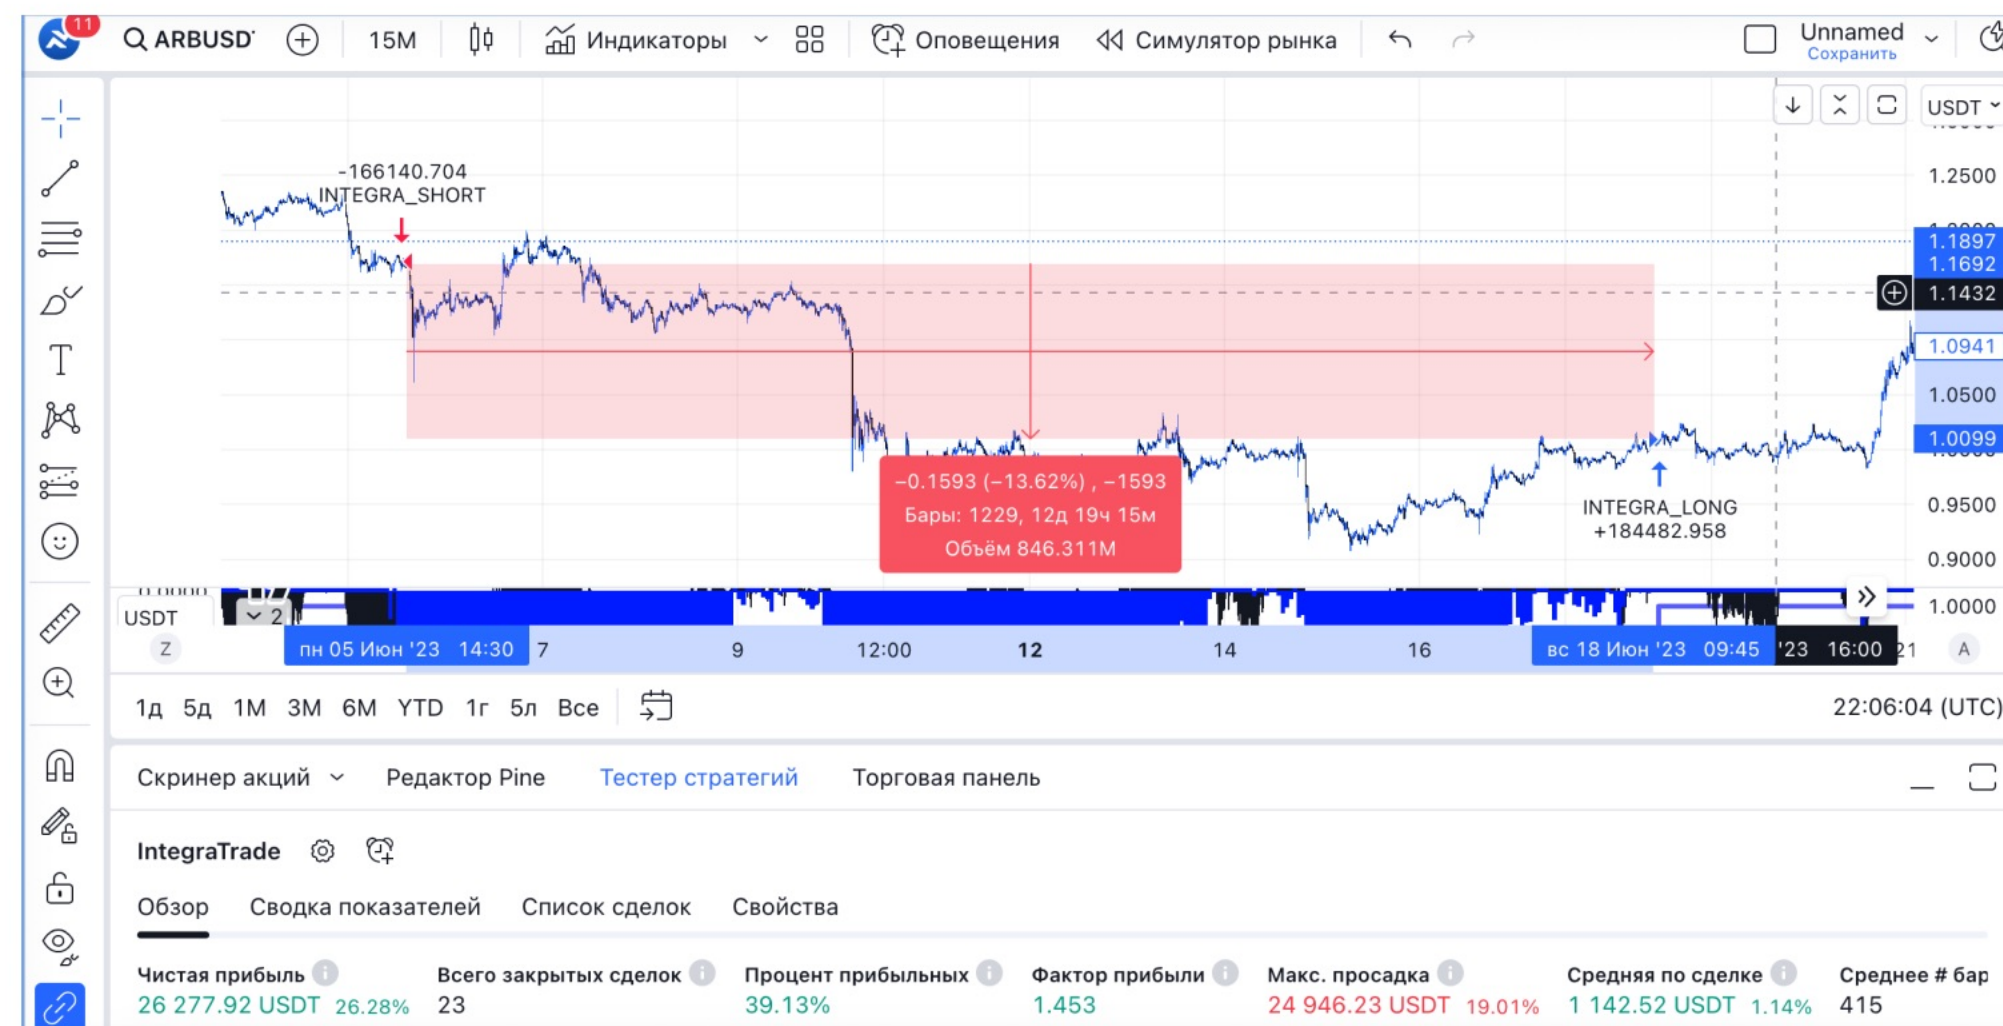 11
ARBUSD
15М
Индикаторы
Оповещения
Симулятор рынка
Unnamed
Сохранить
USDT
-166140.704
INTEGRA_SHORT
1.2500
1.1897
1.1692
1.1432
1.0941
1.0500
1.0099
0.9500
0.9000
1.0000
−0.1593 (−13.62%) , −1593
Бары: 1229, 12д 19ч 15м
Объём 846.311М
INTEGRA_LONG
+184482.958
USDT
2
Z
пн 05 Июн '23 14:30
7
9
12:00
12
14
16
вс 18 Июн '23 09:45
'23 16:00
21
A
1д 5д 1М 3М 6М YTD 1г 5л Все
22:06:04 (UTC)
Скринер акций
Редактор Pine
Тестер стратегий
Торговая панель
IntegraTrade
Обзор
Сводка показателей
Список сделок
Свойства
Чистая прибыль
Всего закрытых сделок
Процент прибыльных
Фактор прибыли
Макс. просадка
Средняя по сделке
Среднее # бар
26 277.92 USDT 26.28%
23
39.13%
1.453
24 946.23 USDT 19.01%
1 142.52 USDT 1.14%
415